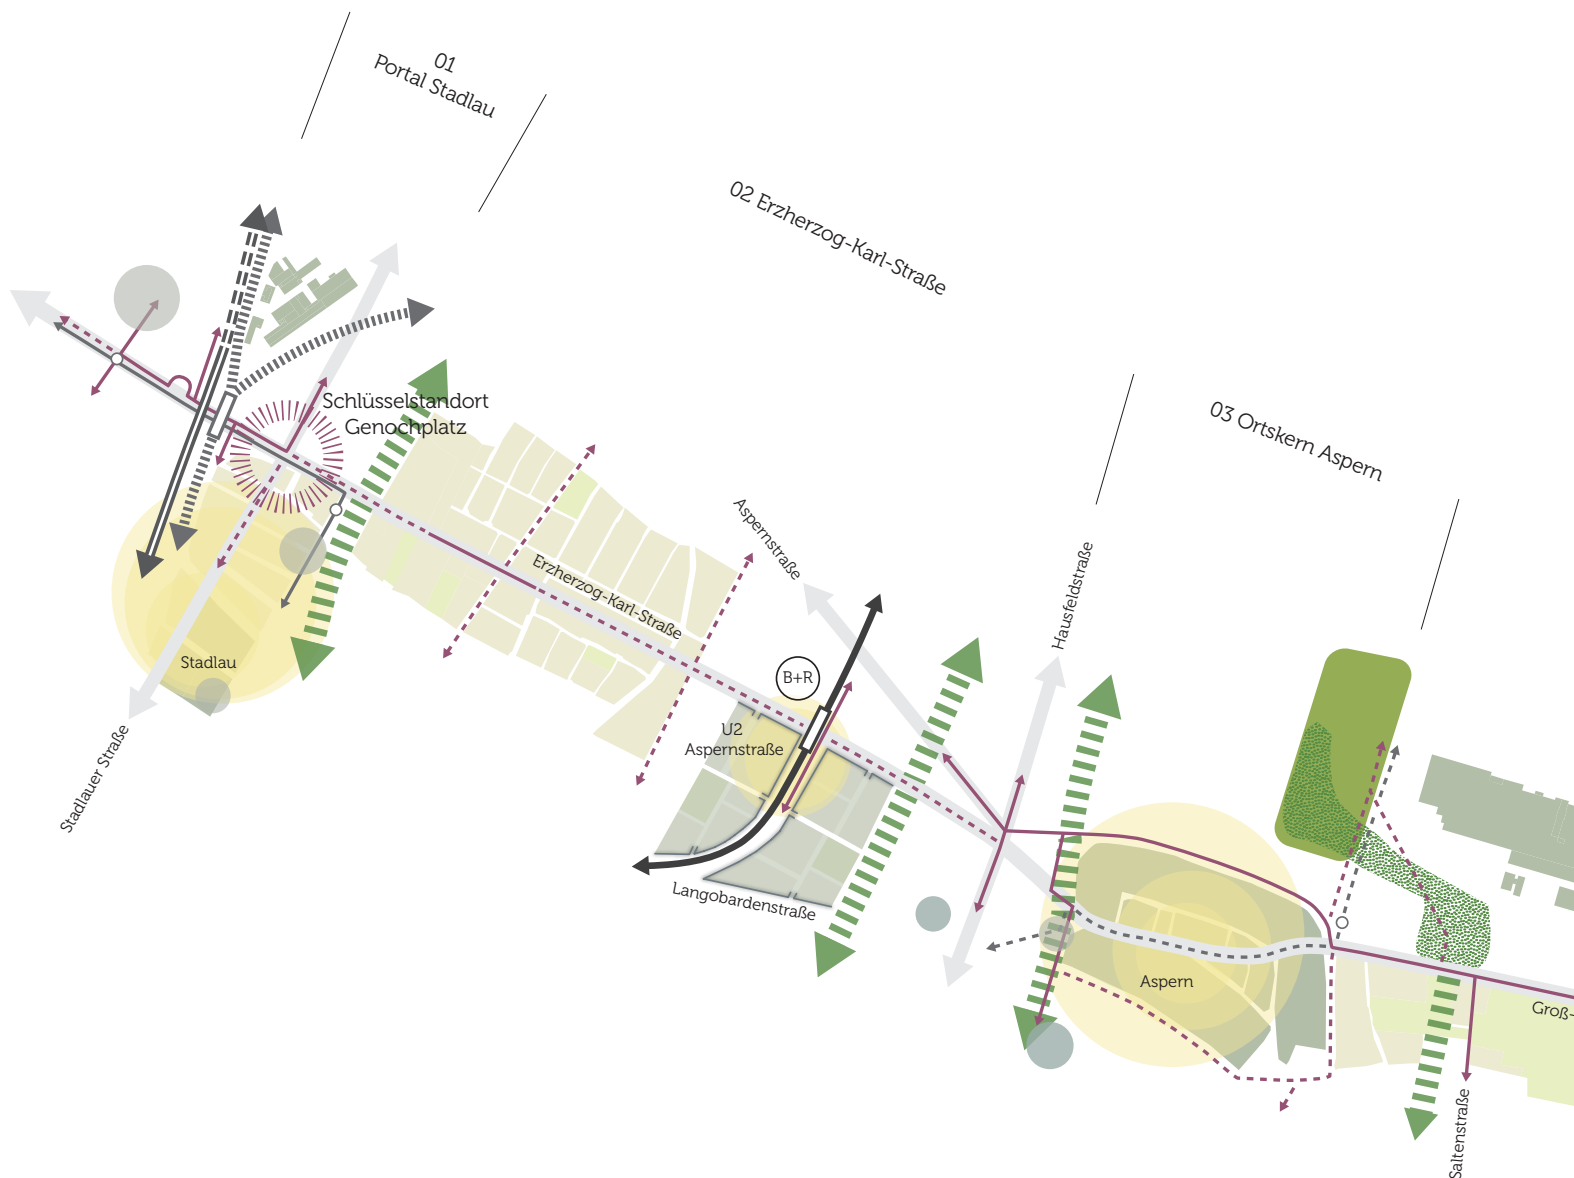 01
Portal Stadlau
02 Erzherzog-Karl-Straße
03 Ortskern Aspern
Schlüsselstandort
Genochplatz
Aspernstraße
Hausfeldstraße
Erzherzog-Karl-Straße
B+R
U2
Aspernstraße
Stadlau
Stadlauer Straße
Langobardenstraße
Aspern
Groß-
Saltenstraße